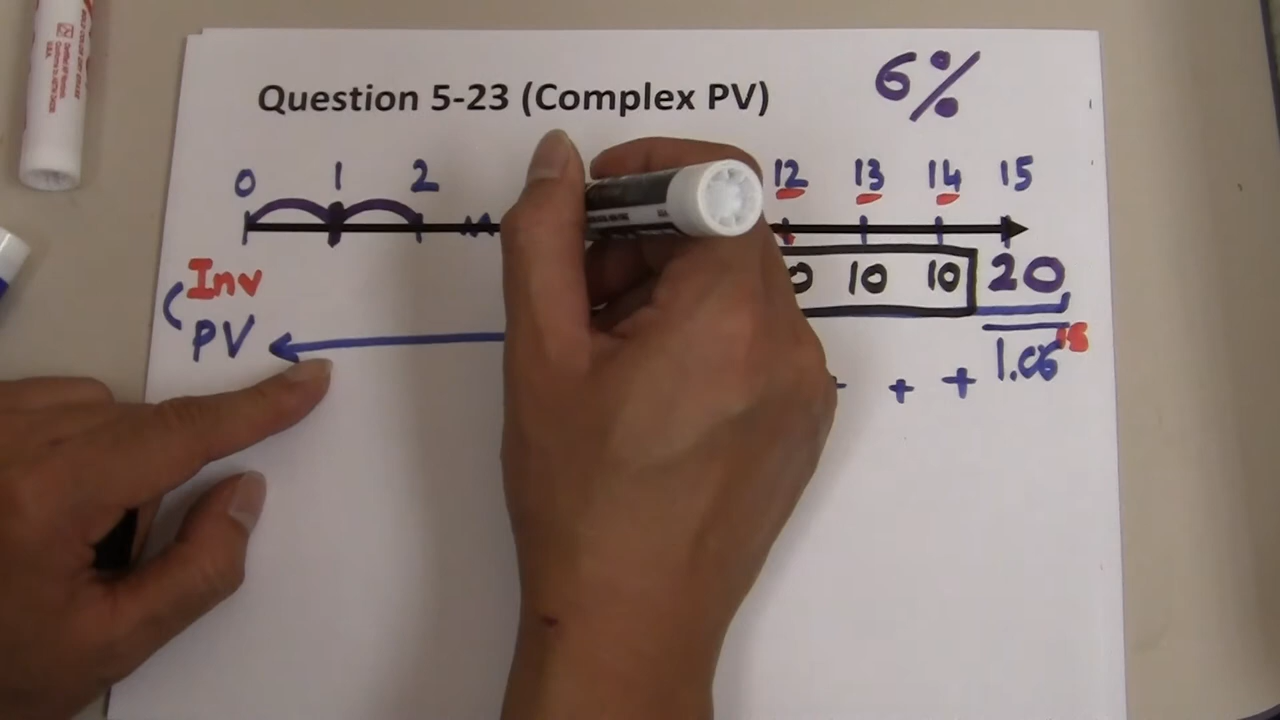 Question 5-23 (Complex PV)
6%
0 1 2 12 13 14 15
Inv 10 10 20
PV
1.06^15
+ + +